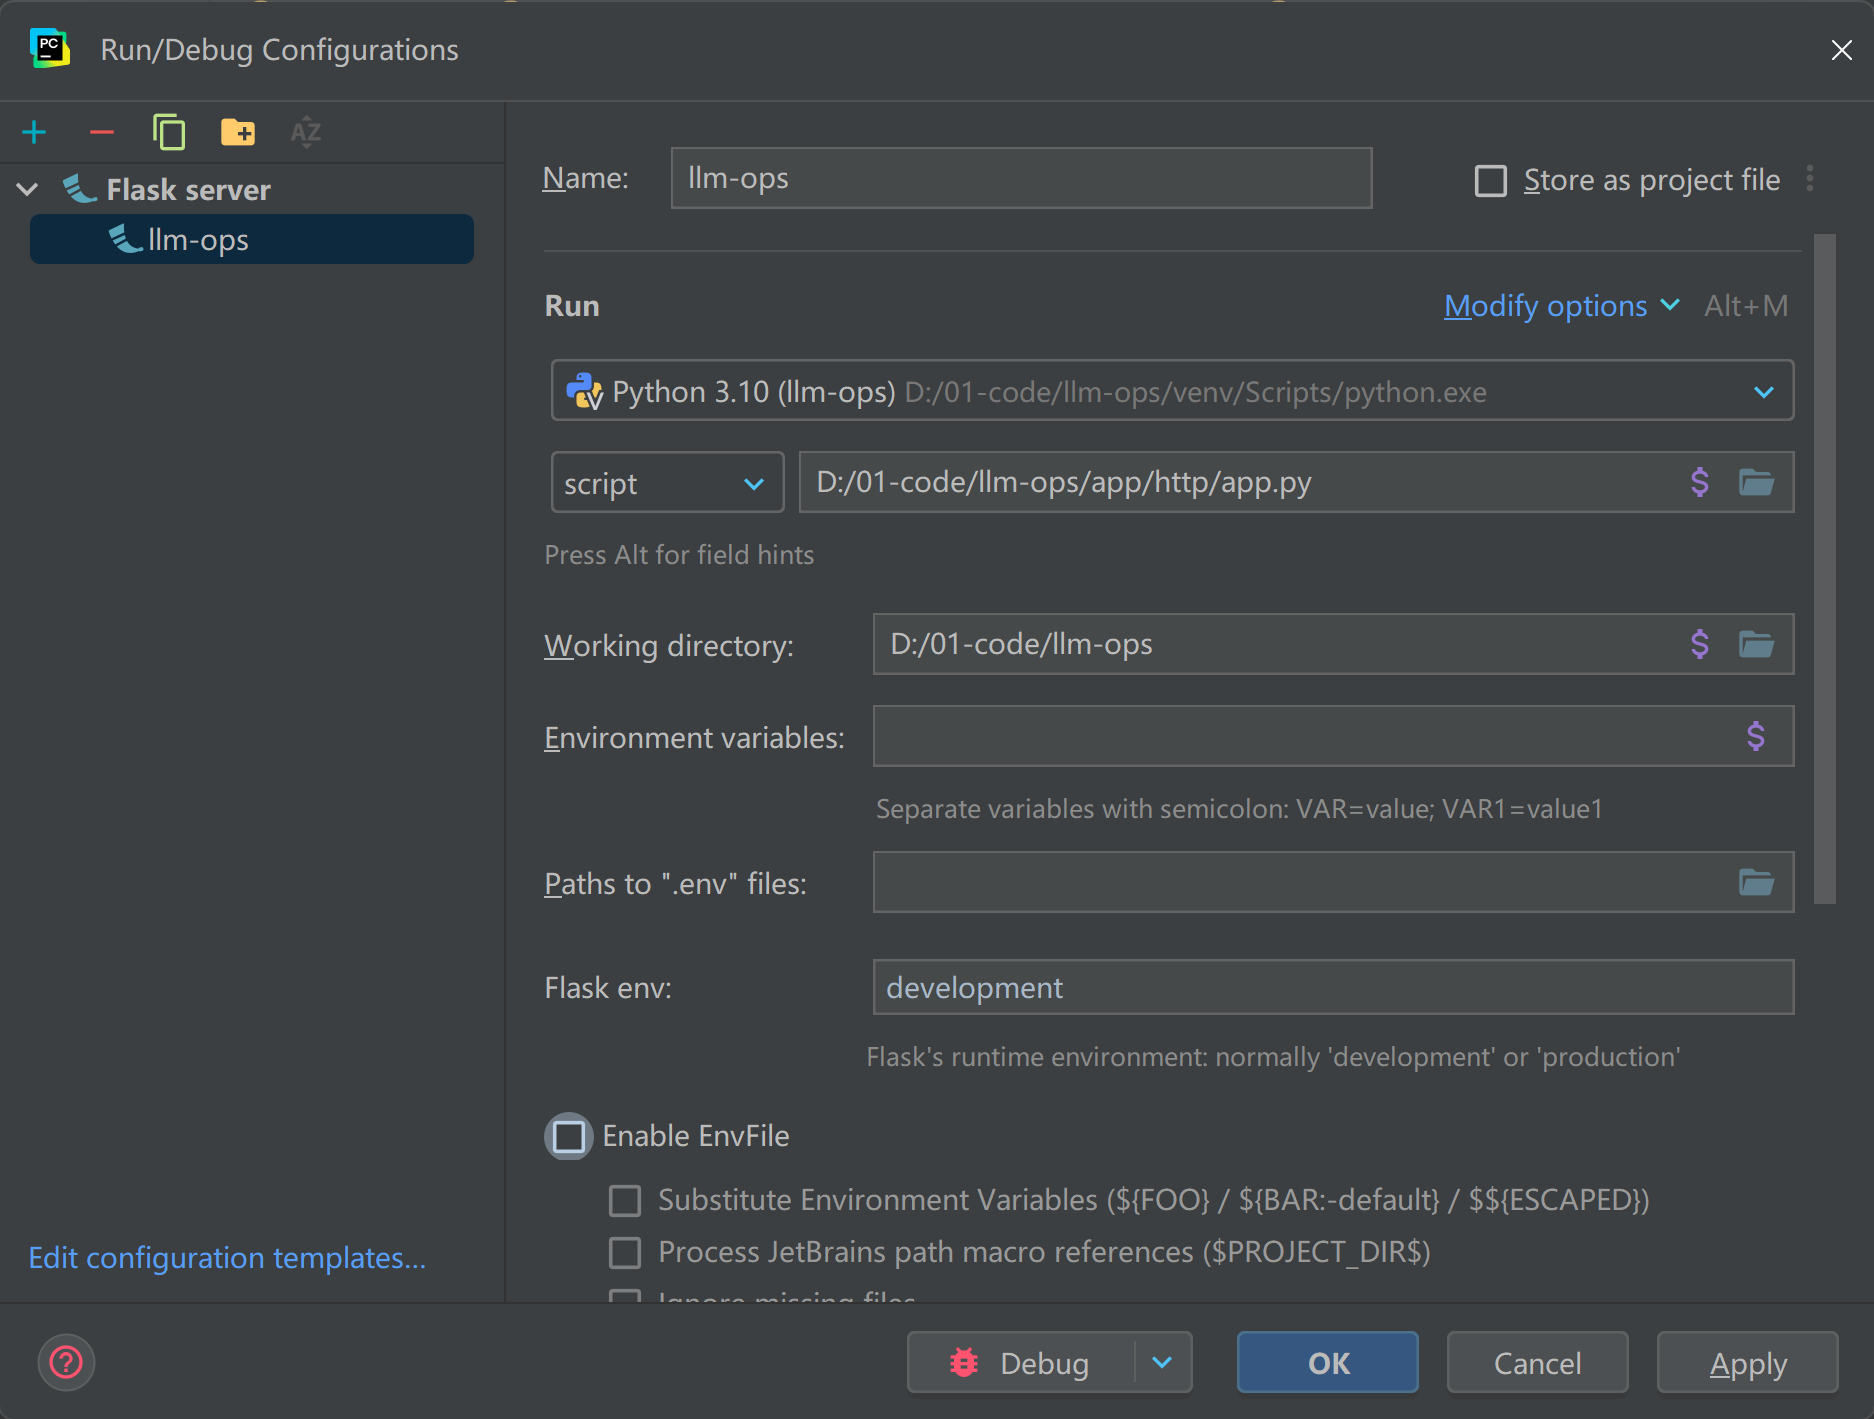 PC
Run/Debug Configurations
AZ
Flask server
llm-ops
Edit configuration templates...
Name:
llm-ops
Store as project file
Run
Modify options
Alt+M
Python 3.10 (llm-ops) D:/01-code/llm-ops/venv/Scripts/python.exe
script
D:/01-code/llm-ops/app/http/app.py
$
Press Alt for field hints
Working directory:
D:/01-code/llm-ops
$
Environment variables:
$
Separate variables with semicolon: VAR=value; VAR1=value1
Paths to ".env" files:
Flask env:
development
Flask's runtime environment: normally 'development' or 'production'
Enable EnvFile
Substitute Environment Variables (${FOO} / ${BAR:-default} / $${ESCAPED})
Process JetBrains path macro references ($PROJECT_DIR$)
Ignore missing files
?
Debug
OK
Cancel
Apply